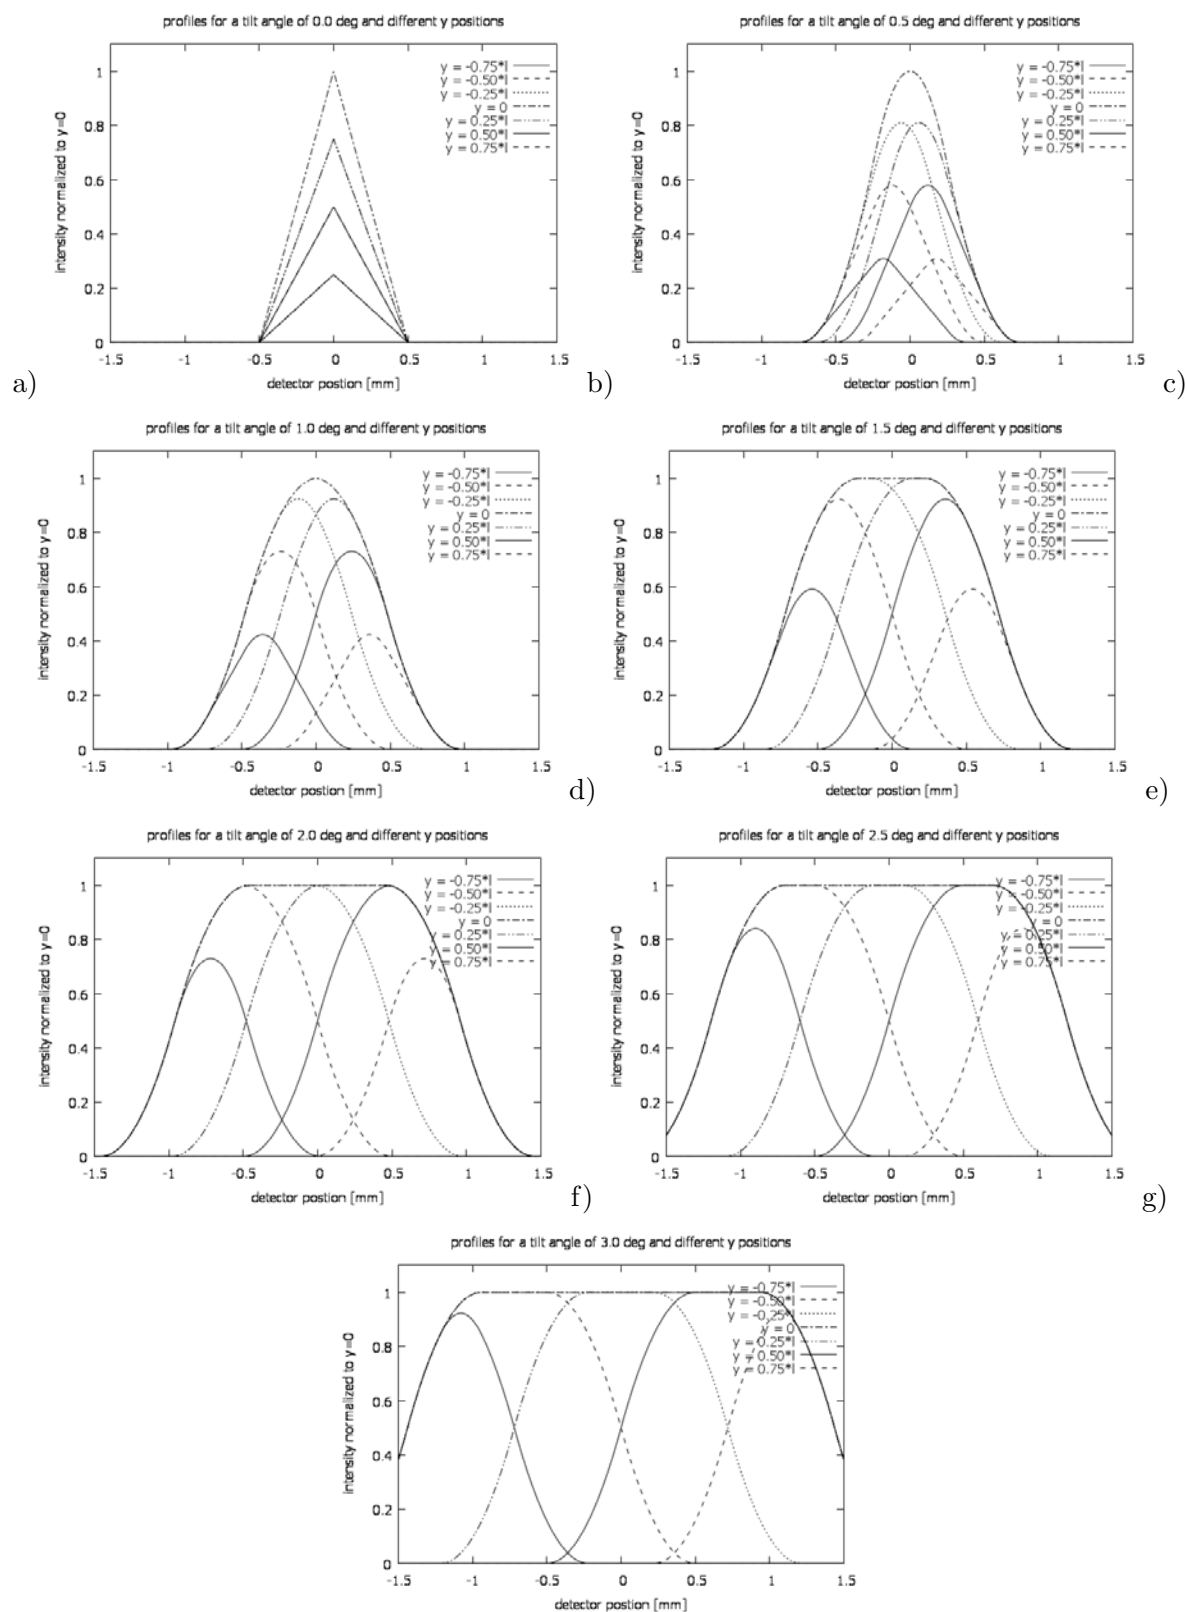 profiles for a tilt angle of 0.0 deg and different y positions
intensity normalized to y=0
1
0.8
0.6
0.4
0.2
0
y = -0.75*l
y = -0.50*l
y = -0.25*l
y = 0
y = 0.25*l
y = 0.50*l
y = 0.75*l
-1.5 -1 -0.5 0 0.5 1 1.5
detector postion [mm]
a)
profiles for a tilt angle of 0.5 deg and different y positions
intensity normalized to y=0
1
0.8
0.6
0.4
0.2
0
y = -0.75*l
y = -0.50*l
y = -0.25*l
y = 0
y = 0.25*l
y = 0.50*l
y = 0.75*l
-1.5 -1 -0.5 0 0.5 1 1.5
detector postion [mm]
b)
c)
profiles for a tilt angle of 1.0 deg and different y positions
intensity normalized to y=0
1
0.8
0.6
0.4
0.2
0
y = -0.75*l
y = -0.50*l
y = -0.25*l
y = 0
y = 0.25*l
y = 0.50*l
y = 0.75*l
-1.5 -1 -0.5 0 0.5 1 1.5
detector postion [mm]
d)
profiles for a tilt angle of 1.5 deg and different y positions
intensity normalized to y=0
1
0.8
0.6
0.4
0.2
0
y = -0.75*l
y = -0.50*l
y = -0.25*l
y = 0
y = 0.25*l
y = 0.50*l
y = 0.75*l
-1.5 -1 -0.5 0 0.5 1 1.5
detector postion [mm]
e)
profiles for a tilt angle of 2.0 deg and different y positions
intensity normalized to y=0
1
0.8
0.6
0.4
0.2
0
y = -0.75*l
y = -0.50*l
y = -0.25*l
y = 0
y = 0.25*l
y = 0.50*l
y = 0.75*l
-1.5 -1 -0.5 0 0.5 1 1.5
detector postion [mm]
f)
profiles for a tilt angle of 2.5 deg and different y positions
intensity normalized to y=0
1
0.8
0.6
0.4
0.2
0
y = -0.75*l
y = -0.50*l
y = -0.25*l
y = 0
y = 0.25*l
y = 0.50*l
y = 0.75*l
-1.5 -1 -0.5 0 0.5 1 1.5
detector postion [mm]
g)
profiles for a tilt angle of 3.0 deg and different y positions
intensity normalized to y=0
1
0.8
0.6
0.4
0.2
0
y = -0.75*l
y = -0.50*l
y = -0.25*l
y = 0
y = 0.25*l
y = 0.50*l
y = 0.75*l
-1.5 -1 -0.5 0 0.5 1 1.5
detector postion [mm]